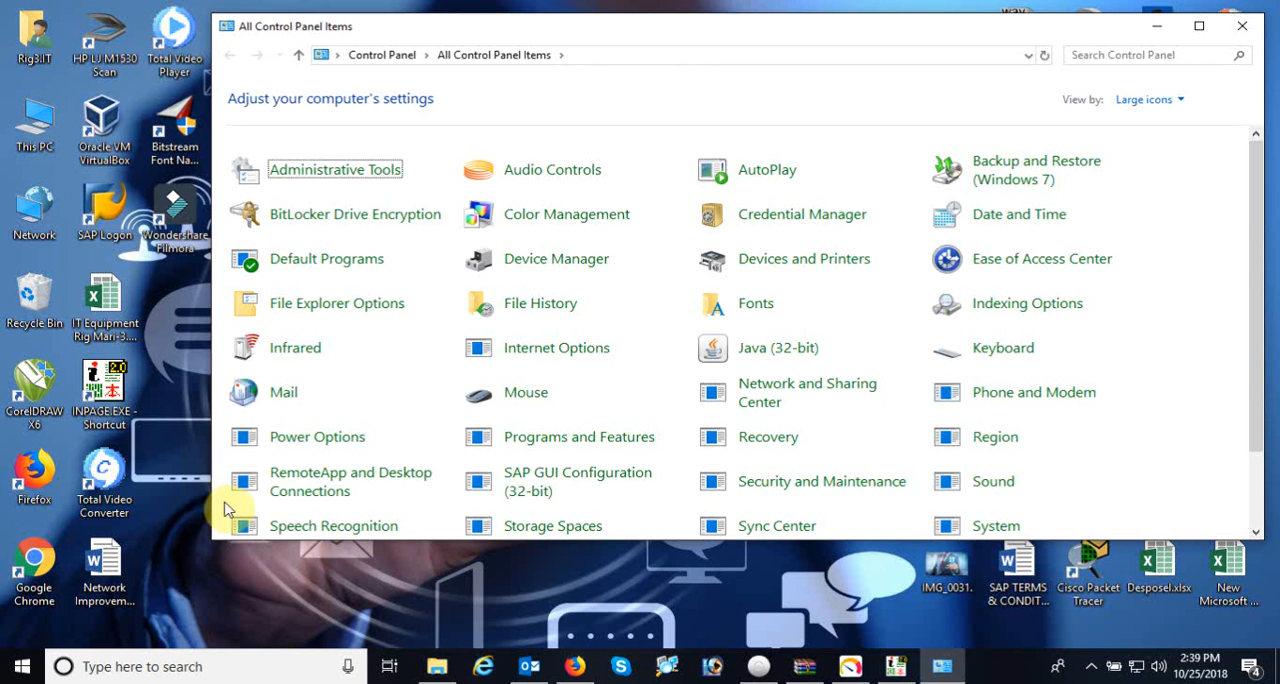 All Control Panel Items
Control Panel > All Control Panel Items >
Search Control Panel
Adjust your computer's settings
View by: Large icons
Administrative Tools
Audio Controls
AutoPlay
Backup and Restore
(Windows 7)
BitLocker Drive Encryption
Color Management
Credential Manager
Date and Time
Default Programs
Device Manager
Devices and Printers
Ease of Access Center
File Explorer Options
File History
Fonts
Indexing Options
Infrared
Internet Options
Java (32-bit)
Keyboard
Mail
Mouse
Network and Sharing
Center
Phone and Modem
Power Options
Programs and Features
Recovery
Region
RemoteApp and Desktop
Connections
SAP GUI Configuration
(32-bit)
Security and Maintenance
Sound
Speech Recognition
Storage Spaces
Sync Center
System
Rig3.IT
HP LJ M1530
Scan
Total Video
Player
This PC
Oracle VM
VirtualBox
Bitstream
Font Na...
Network
SAP Logon
Wondershare
Filmora
Recycle Bin
IT Equipment
Rig Mari-3....
CorelDRAW
X6
INPAGE.EXE -
Shortcut
Firefox
Total Video
Converter
Google
Chrome
Network
Improvem...
IMG_0031.
SAP TERMS
& CONDIT...
Cisco Packet
Tracer
Desposel.xlsx
New
Microsoft ...
Type here to search
2:39 PM
10/25/2018
4